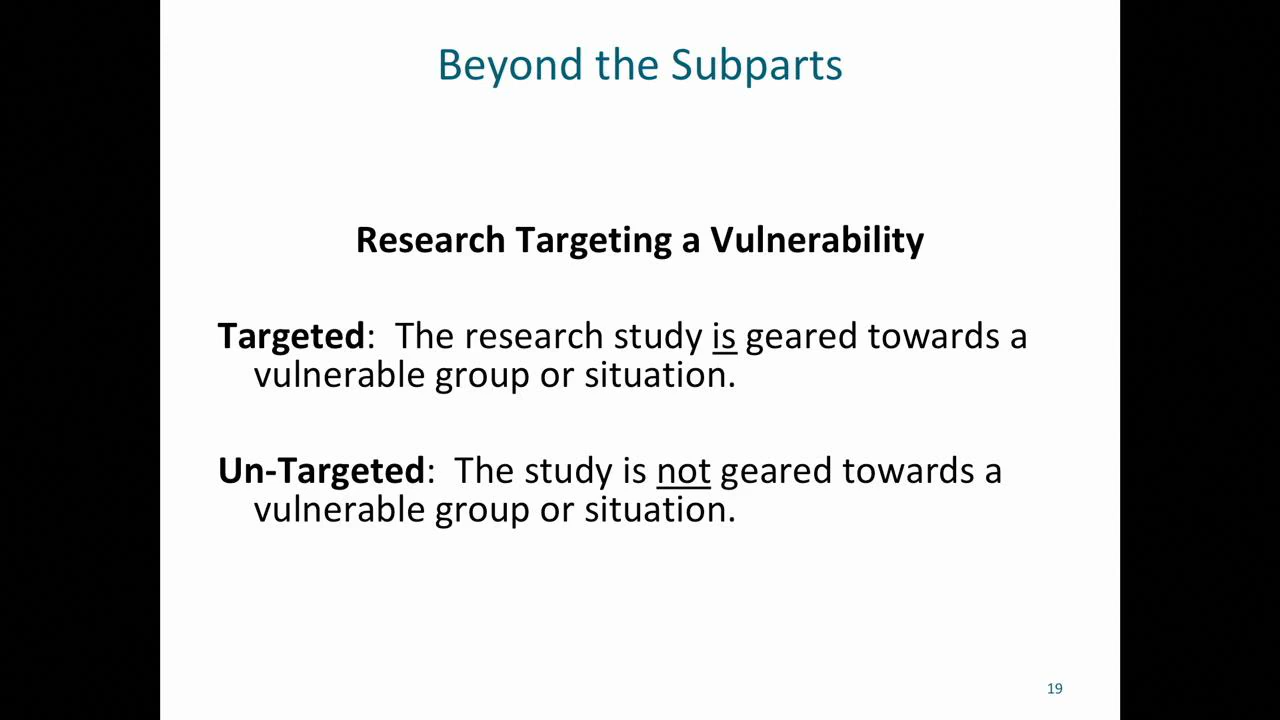 Beyond the Subparts
Research Targeting a Vulnerability
Targeted:  The research study is geared towards a
vulnerable group or situation.
Un-Targeted:  The study is not geared towards a
vulnerable group or situation.
19